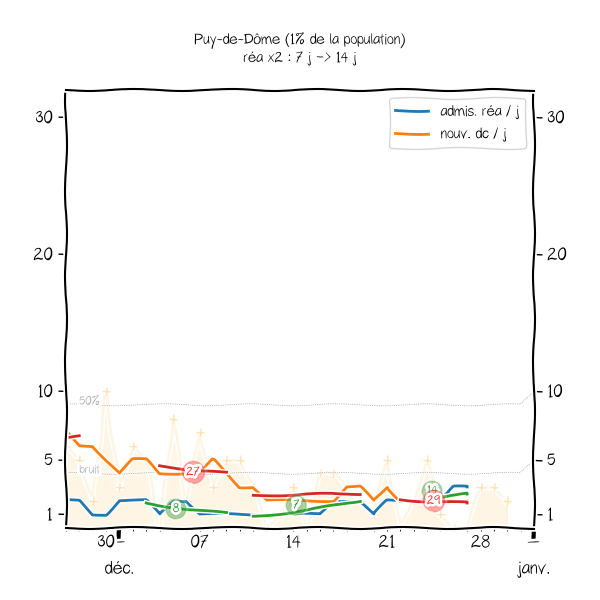 Puy-de-Dôme (1% de la population)
réa x2 : 7 j -> 14 j
admis. réa / j
nouv. dc / j
30 30
20 20
10 10
50%
5 5
bruit
27
14
29
8
7
1 1
30 07 14 21 28
déc. janv.